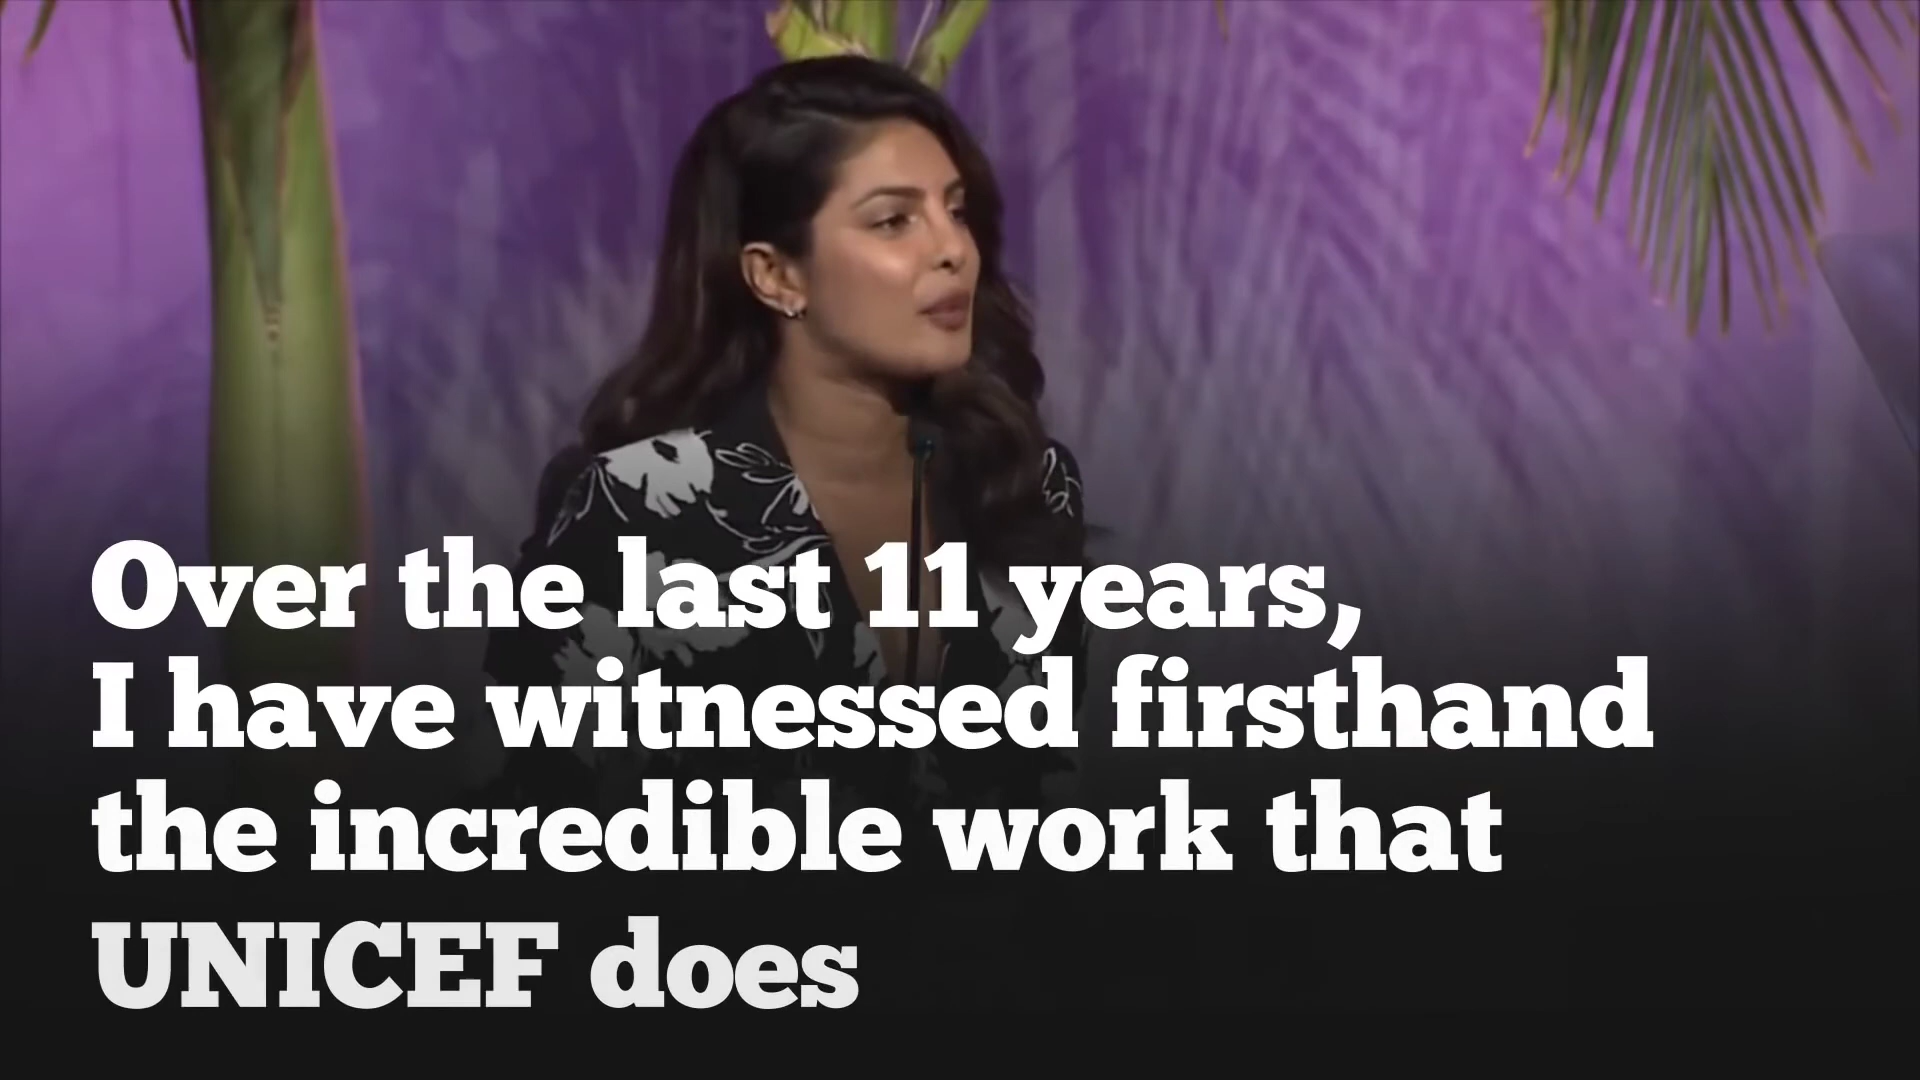 Over the last 11 years,
I have witnessed firsthand
the incredible work that
UNICEF does